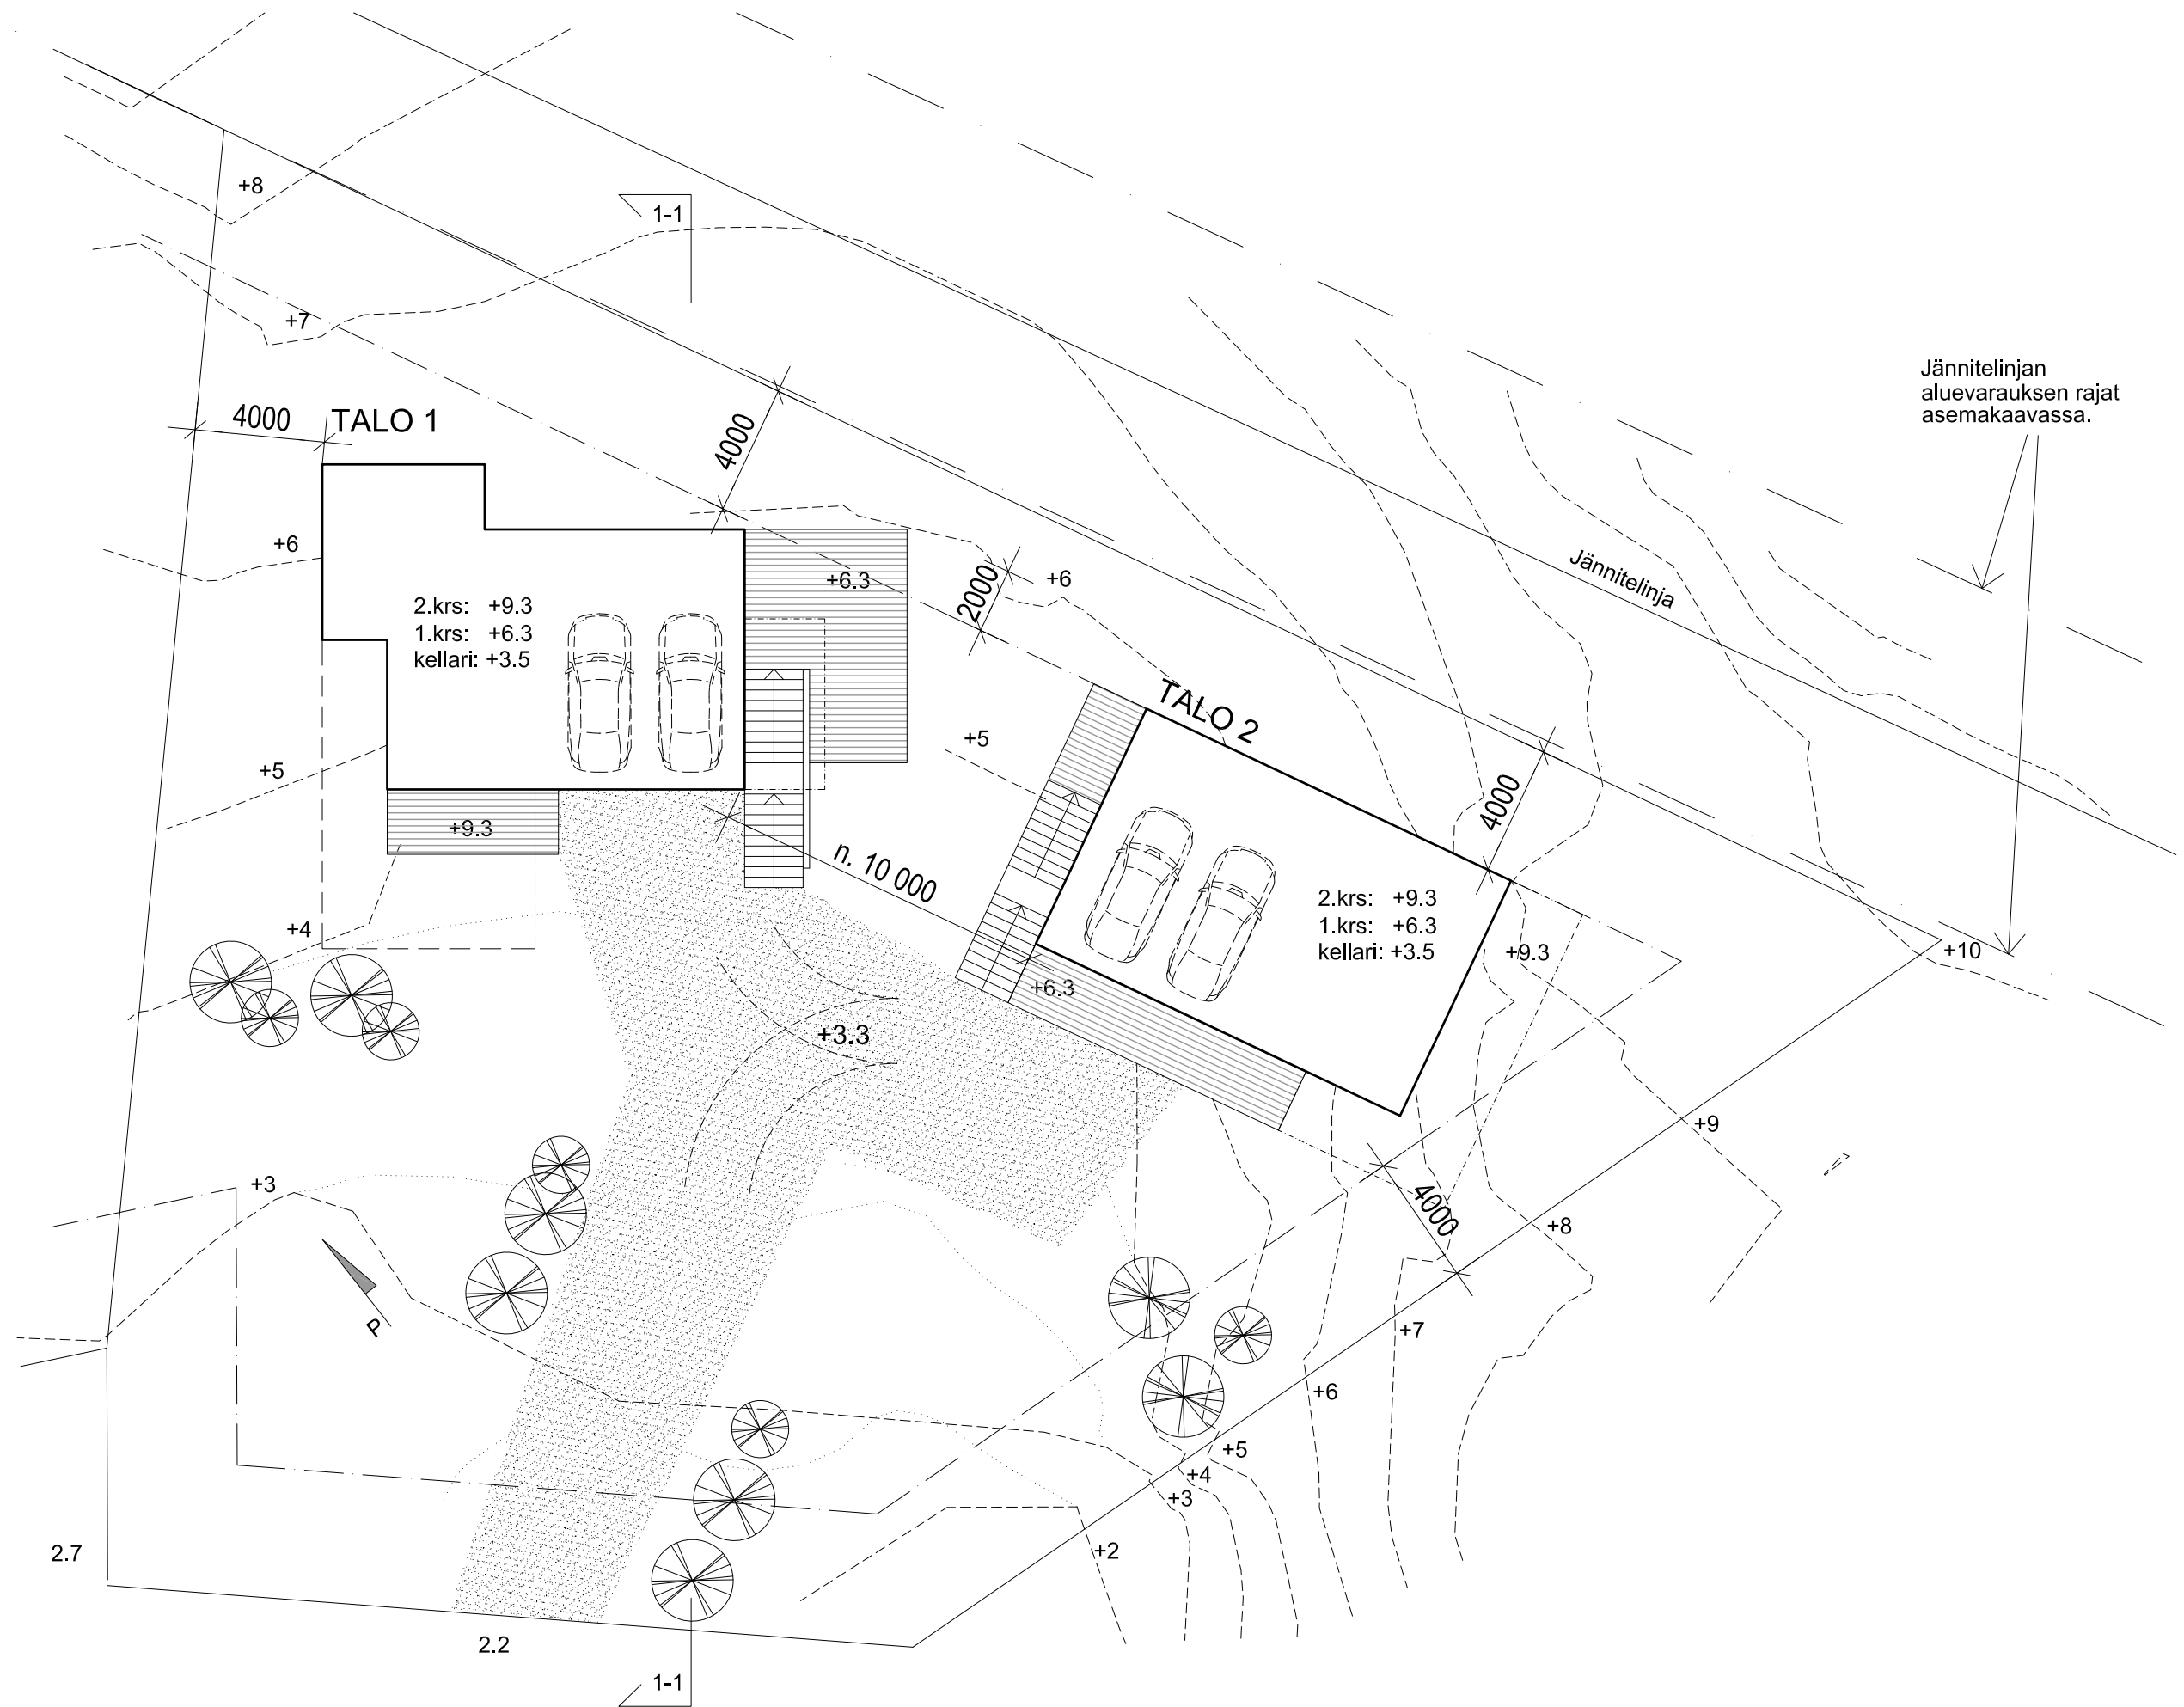 +8
1-1
+7
Jännitelinjan
aluevarauksen rajat
asemakaavassa.
4000
TALO 1
4000
+6
+6.3
2000
+6
Jännitelinja
2.krs: +9.3
1.krs: +6.3
kellari: +3.5
TALO 2
+5
+5
4000
+9.3
n. 10 000
2.krs: +9.3
1.krs: +6.3
kellari: +3.5
+4
+9.3
+10
+6.3
+3.3
+9
+3
4000
+8
P
+7
+6
+5
+4
+3
2.7
+2
2.2
1-1